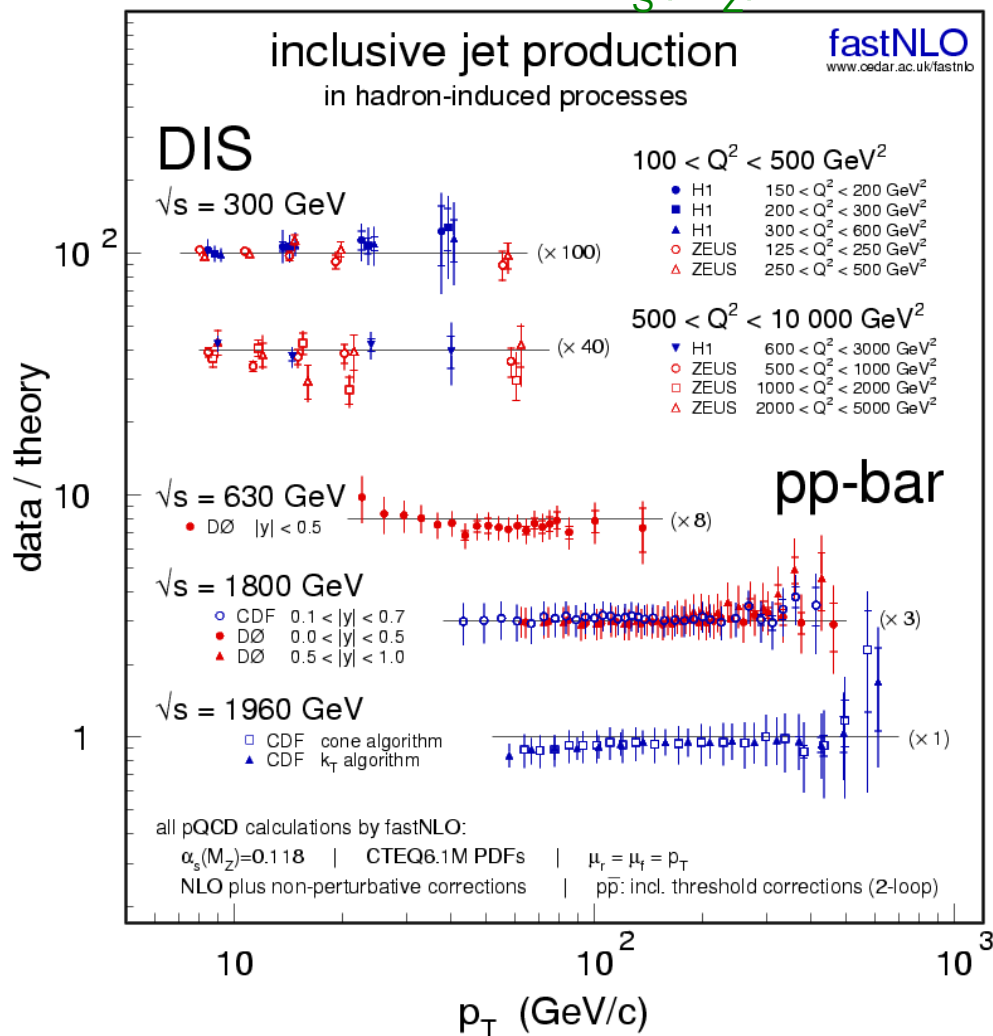 S Z
inclusive jet production
in hadron-induced processes
fastNLO
www.cedar.ac.uk/fastnlo
DIS
√s = 300 GeV
100 < Q² < 500 GeV²
H1 150 < Q² < 200 GeV²
H1 200 < Q² < 300 GeV²
H1 300 < Q² < 600 GeV²
ZEUS 125 < Q² < 250 GeV²
ZEUS 250 < Q² < 500 GeV²
(× 100)
500 < Q² < 10 000 GeV²
H1 600 < Q² < 3000 GeV²
ZEUS 500 < Q² < 1000 GeV²
ZEUS 1000 < Q² < 2000 GeV²
ZEUS 2000 < Q² < 5000 GeV²
(× 40)
pp-bar
√s = 630 GeV
DØ |y| < 0.5
(× 8)
√s = 1800 GeV
CDF 0.1 < |y| < 0.7
DØ 0.0 < |y| < 0.5
DØ 0.5 < |y| < 1.0
(× 3)
√s = 1960 GeV
CDF cone algorithm
CDF k_T algorithm
(× 1)
all pQCD calculations by fastNLO:
α_s(M_Z)=0.118 | CTEQ6.1M PDFs | μ_r = μ_f = p_T
NLO plus non-perturbative corrections | pp̅: incl. threshold corrections (2-loop)
data / theory
10²
10
1
10
10²
10³
p_T (GeV/c)